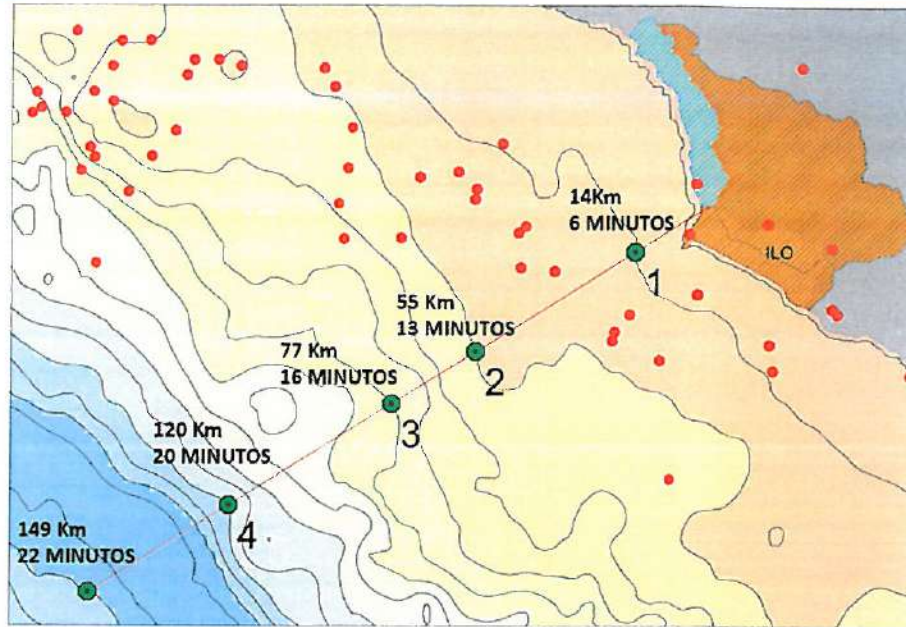 14Km
6 MINUTOS
ILO
1
55 Km
13 MINUTOS
2
77 Km
16 MINUTOS
3
120 Km
20 MINUTOS
4
149 Km
22 MINUTOS